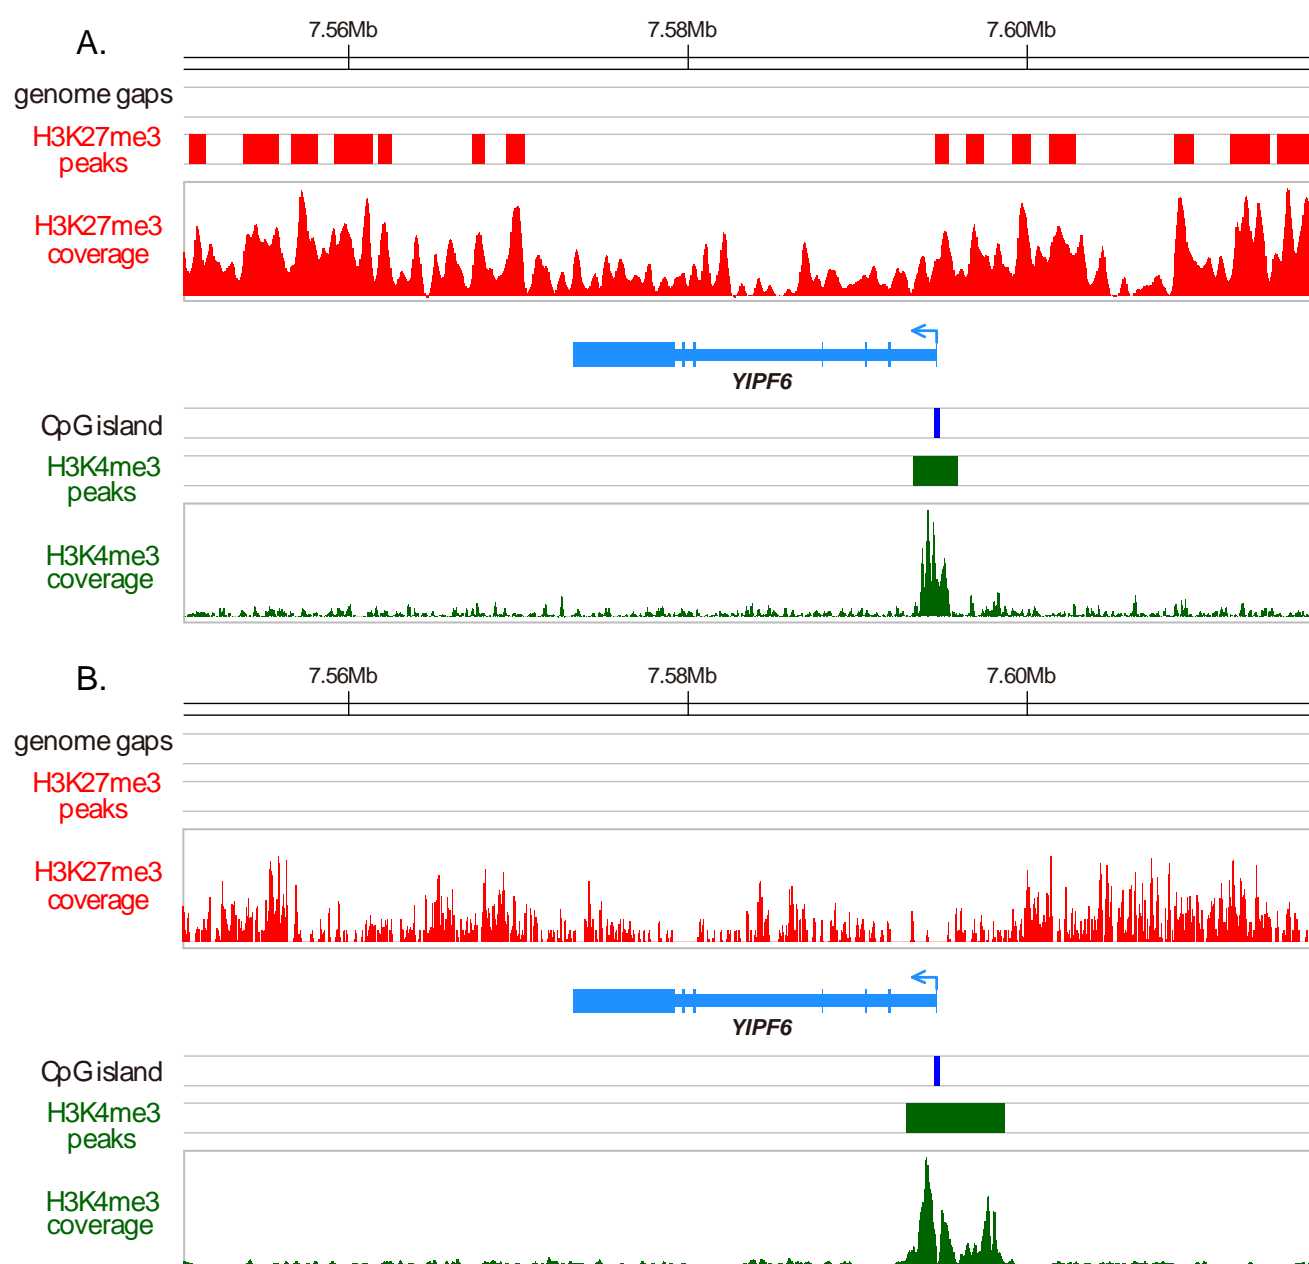 A.
7.56Mb 7.58Mb 7.60Mb
genome gaps
H3K27me3
peaks
H3K27me3
coverage
YIPF6
CpG island
H3K4me3
peaks
H3K4me3
coverage
B.
7.56Mb 7.58Mb 7.60Mb
genome gaps
H3K27me3
peaks
H3K27me3
coverage
YIPF6
CpG island
H3K4me3
peaks
H3K4me3
coverage